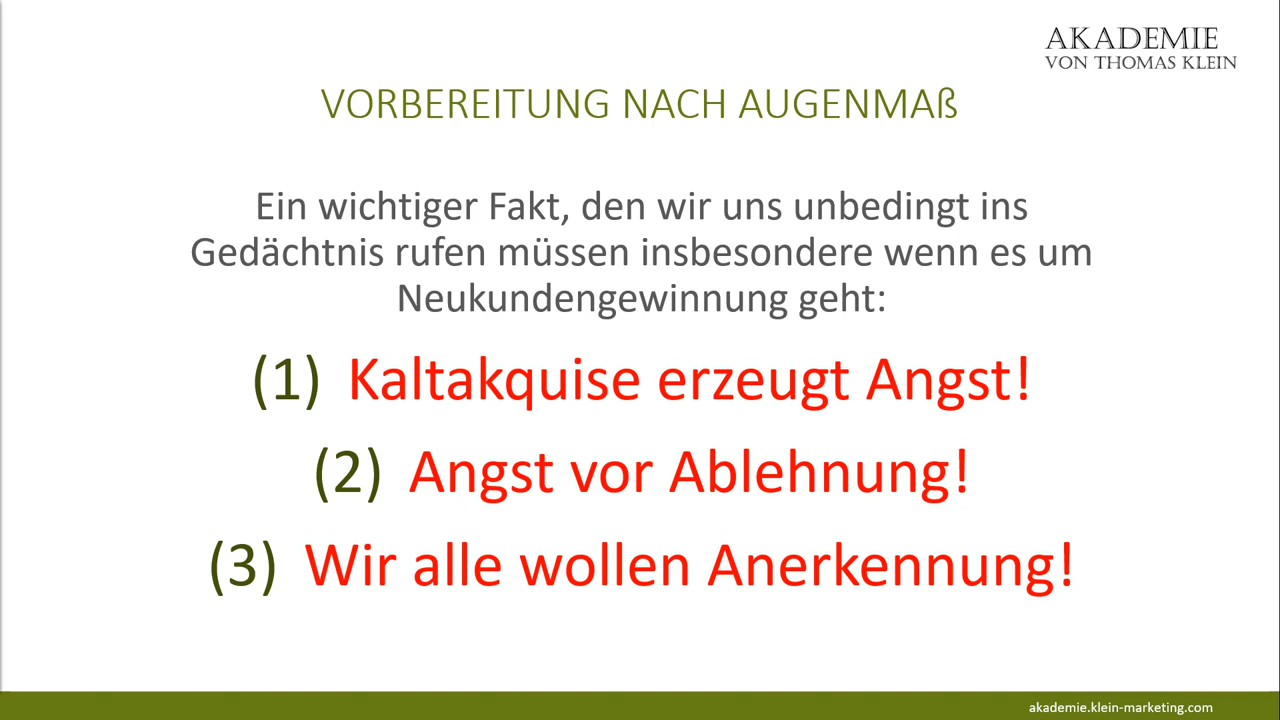 AKADEMIE
VON THOMAS KLEIN
VORBEREITUNG NACH AUGENMAß
Ein wichtiger Fakt, den wir uns unbedingt ins
Gedächtnis rufen müssen insbesondere wenn es um
Neukundengewinnung geht:
(1) Kaltakquise erzeugt Angst!
(2) Angst vor Ablehnung!
(3) Wir alle wollen Anerkennung!
akademie.klein-marketing.com